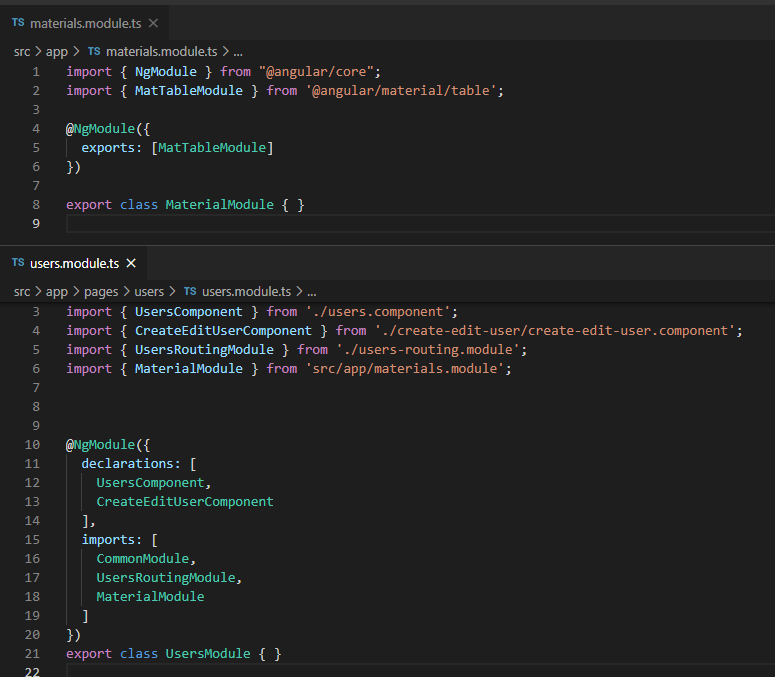 TS materials.module.ts ×
src > app > TS materials.module.ts > ...
1 import { NgModule } from "@angular/core";
2 import { MatTableModule } from '@angular/material/table';
3
4 @NgModule({
5   exports: [MatTableModule]
6 })
7
8 export class MaterialModule { }
9
TS users.module.ts ×
src > app > pages > users > TS users.module.ts > ...
3 import { UsersComponent } from './users.component';
4 import { CreateEditUserComponent } from './create-edit-user/create-edit-user.component';
5 import { UsersRoutingModule } from './users-routing.module';
6 import { MaterialModule } from 'src/app/materials.module';
7
8
9
10 @NgModule({
11   declarations: [
12     UsersComponent,
13     CreateEditUserComponent
14   ],
15   imports: [
16     CommonModule,
17     UsersRoutingModule,
18     MaterialModule
19   ]
20 })
21 export class UsersModule { }
22